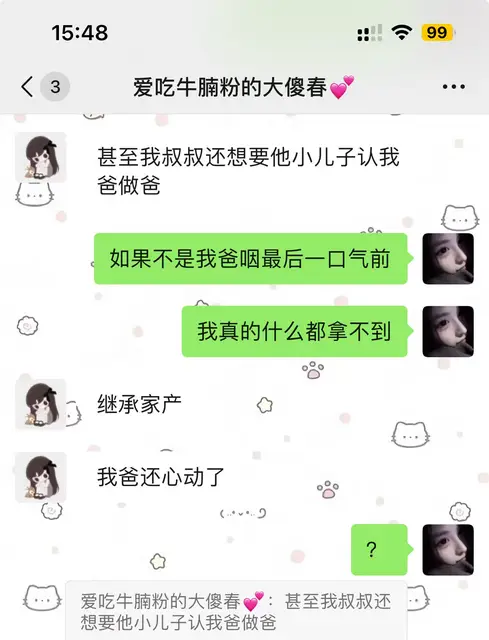 15:48
99
3
爱吃牛腩粉的大傻春💕
甚至我叔叔还想要他小儿子认我
爸做爸
如果不是我爸咽最后一口气前
我真的什么都拿不到
继承家产
我爸还心动了
？
爱吃牛腩粉的大傻春💕：甚至我叔叔还
想要他小儿子认我爸做爸